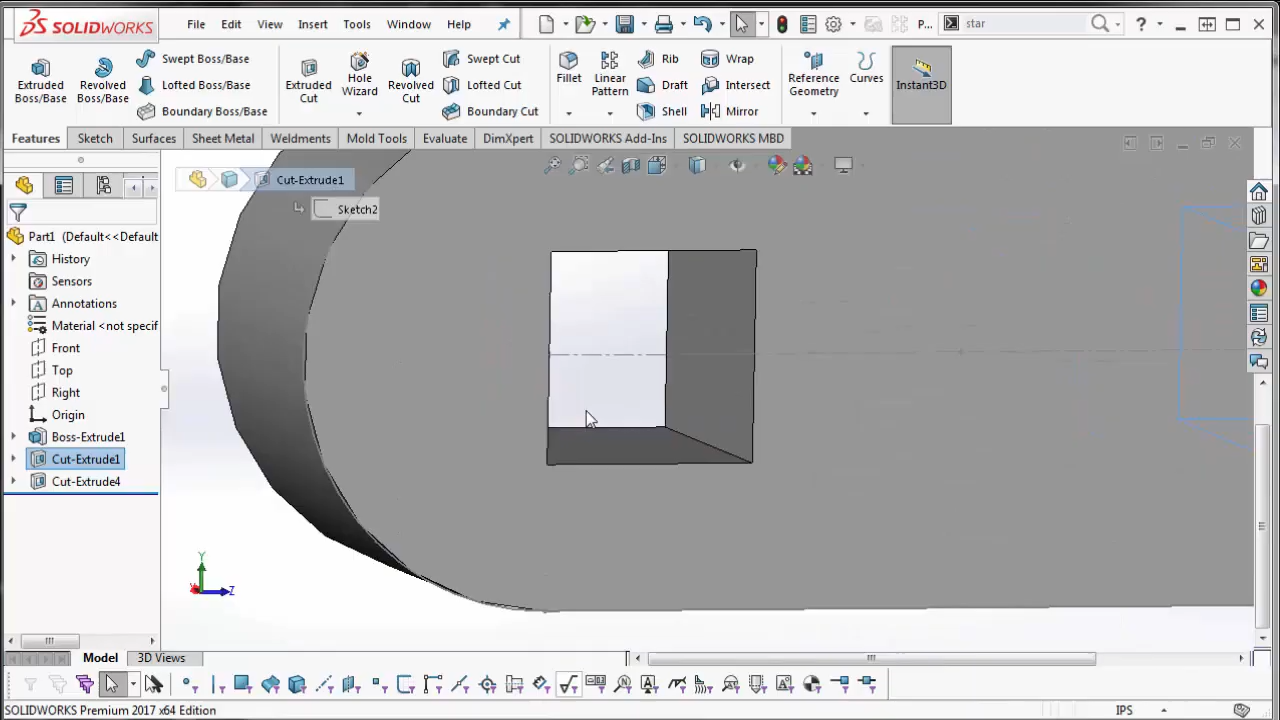 SOLIDWORKS File Edit View Insert Tools Window Help P... star
Extruded Boss/Base Revolved Boss/Base Swept Boss/Base Lofted Boss/Base Boundary Boss/Base Extruded Cut Hole Wizard Revolved Cut Swept Cut Lofted Cut Boundary Cut Fillet Linear Pattern Rib Draft Shell Wrap Intersect Mirror Reference Geometry Curves Instant3D
Features Sketch Surfaces Sheet Metal Weldments Mold Tools Evaluate DimXpert SOLIDWORKS Add-Ins SOLIDWORKS MBD
Cut-Extrude1
Sketch2
Part1 (Default<<Default
History
Sensors
Annotations
Material <not specif
Front
Top
Right
Origin
Boss-Extrude1
Cut-Extrude1
Cut-Extrude4
Y
Z
Model 3D Views
SOLIDWORKS Premium 2017 x64 Edition IPS